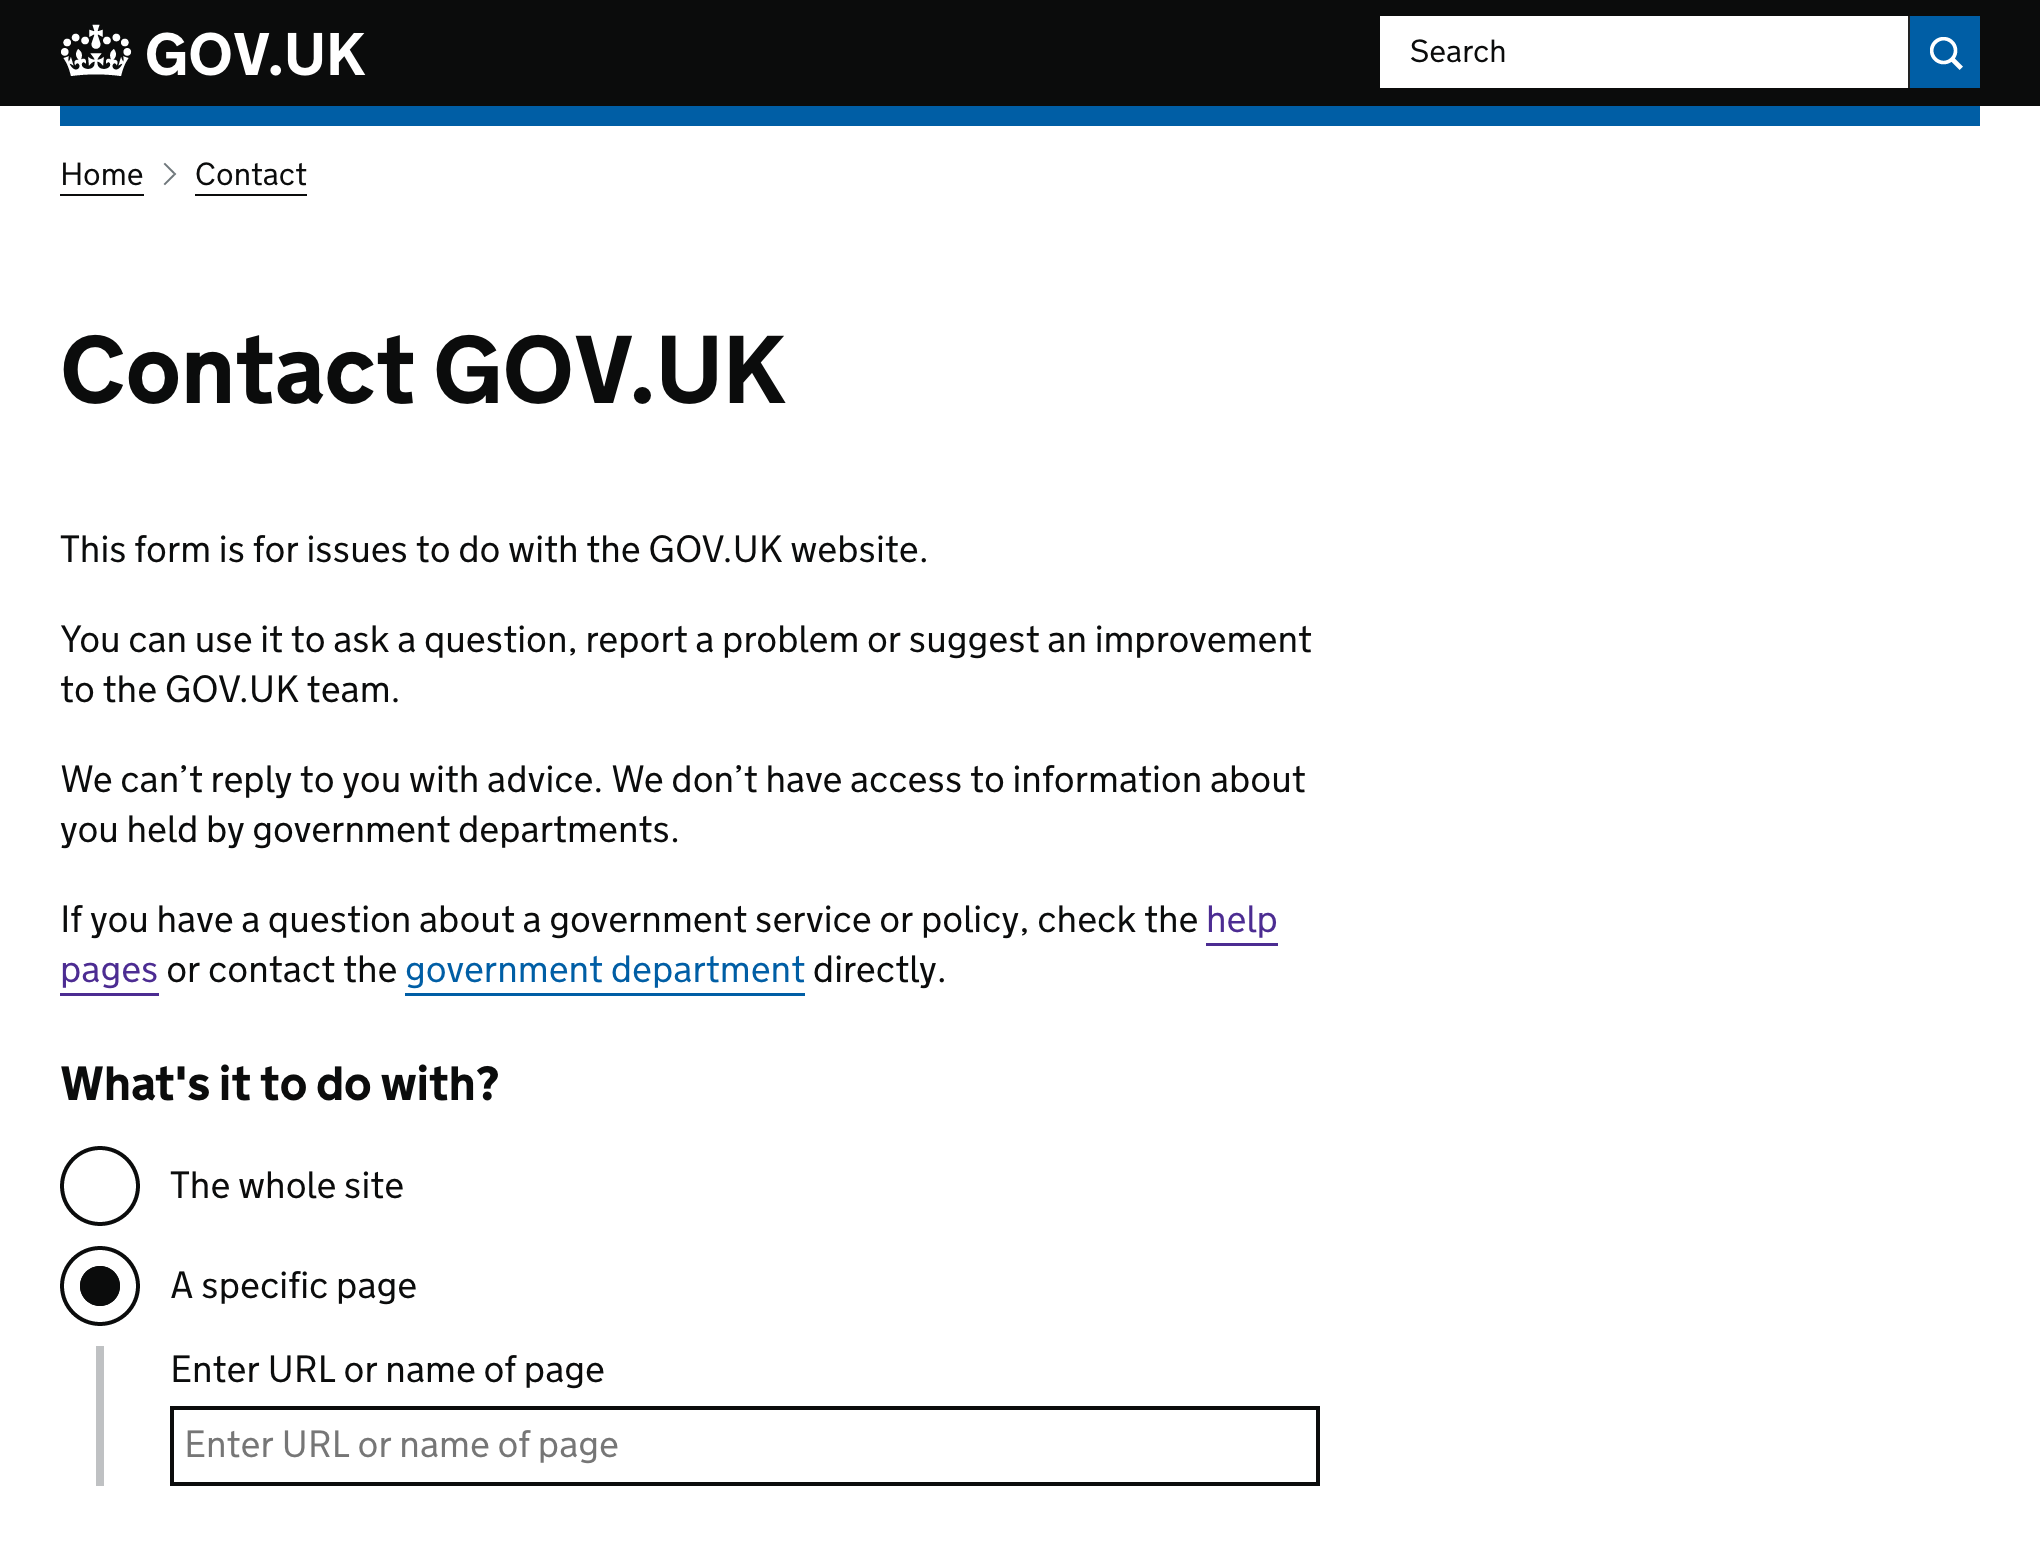 GOV.UK
Search
Home > Contact
Contact GOV.UK
This form is for issues to do with the GOV.UK website.
You can use it to ask a question, report a problem or suggest an improvement
to the GOV.UK team.
We can’t reply to you with advice. We don’t have access to information about
you held by government departments.
If you have a question about a government service or policy, check the help
pages or contact the government department directly.
What's it to do with?
The whole site
A specific page
Enter URL or name of page
Enter URL or name of page